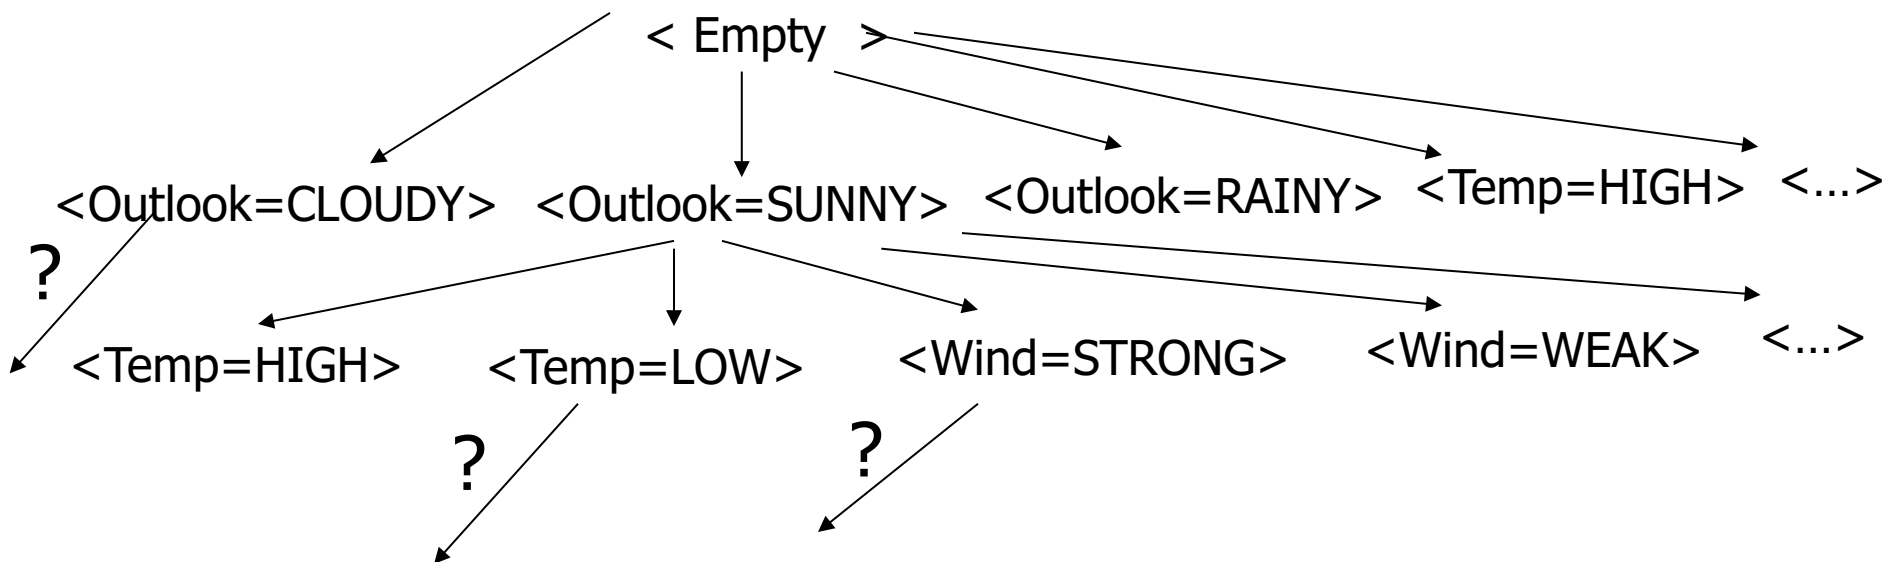 < Empty >
<Outlook=CLOUDY> <Outlook=SUNNY> <Outlook=RAINY> <Temp=HIGH> <...>
?
<Temp=HIGH> <Temp=LOW> <Wind=STRONG> <Wind=WEAK> <...>
? ?